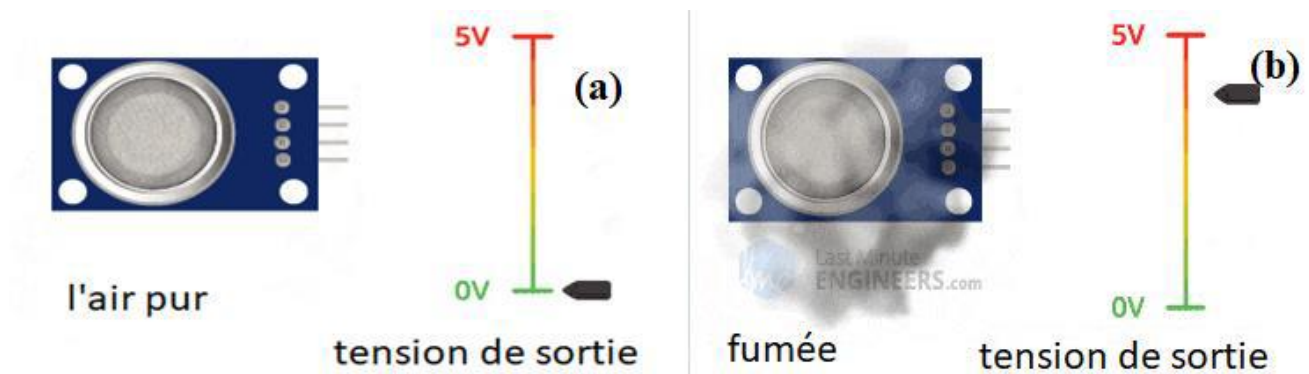 5V
(a)
0V
l'air pur
tension de sortie
5V
(b)
Last Minute
ENGINEERS.com
0V
fumée
tension de sortie